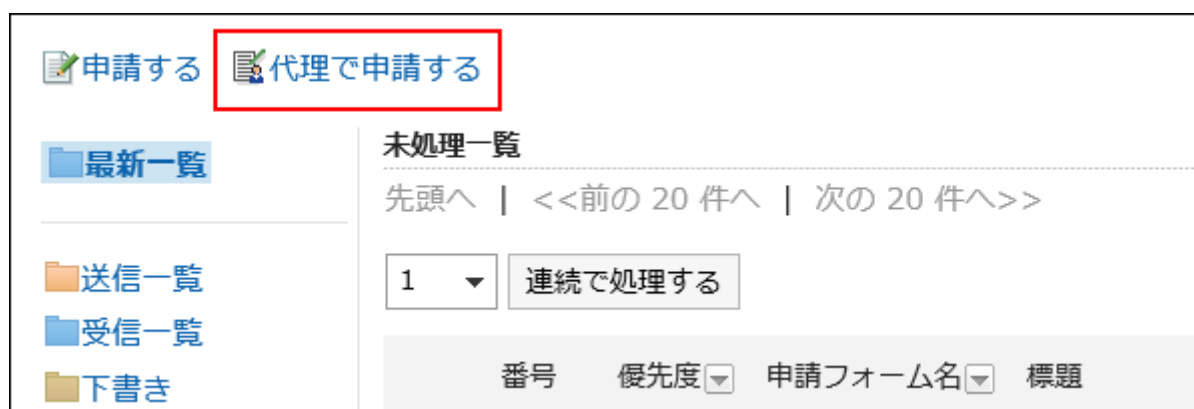 申請する 代理で申請する
最新一覧
未処理一覧
先頭へ | <<前の 20 件へ | 次の 20 件へ>>
1 連続で処理する
送信一覧
受信一覧
下書き
番号 優先度 申請フォーム名 標題